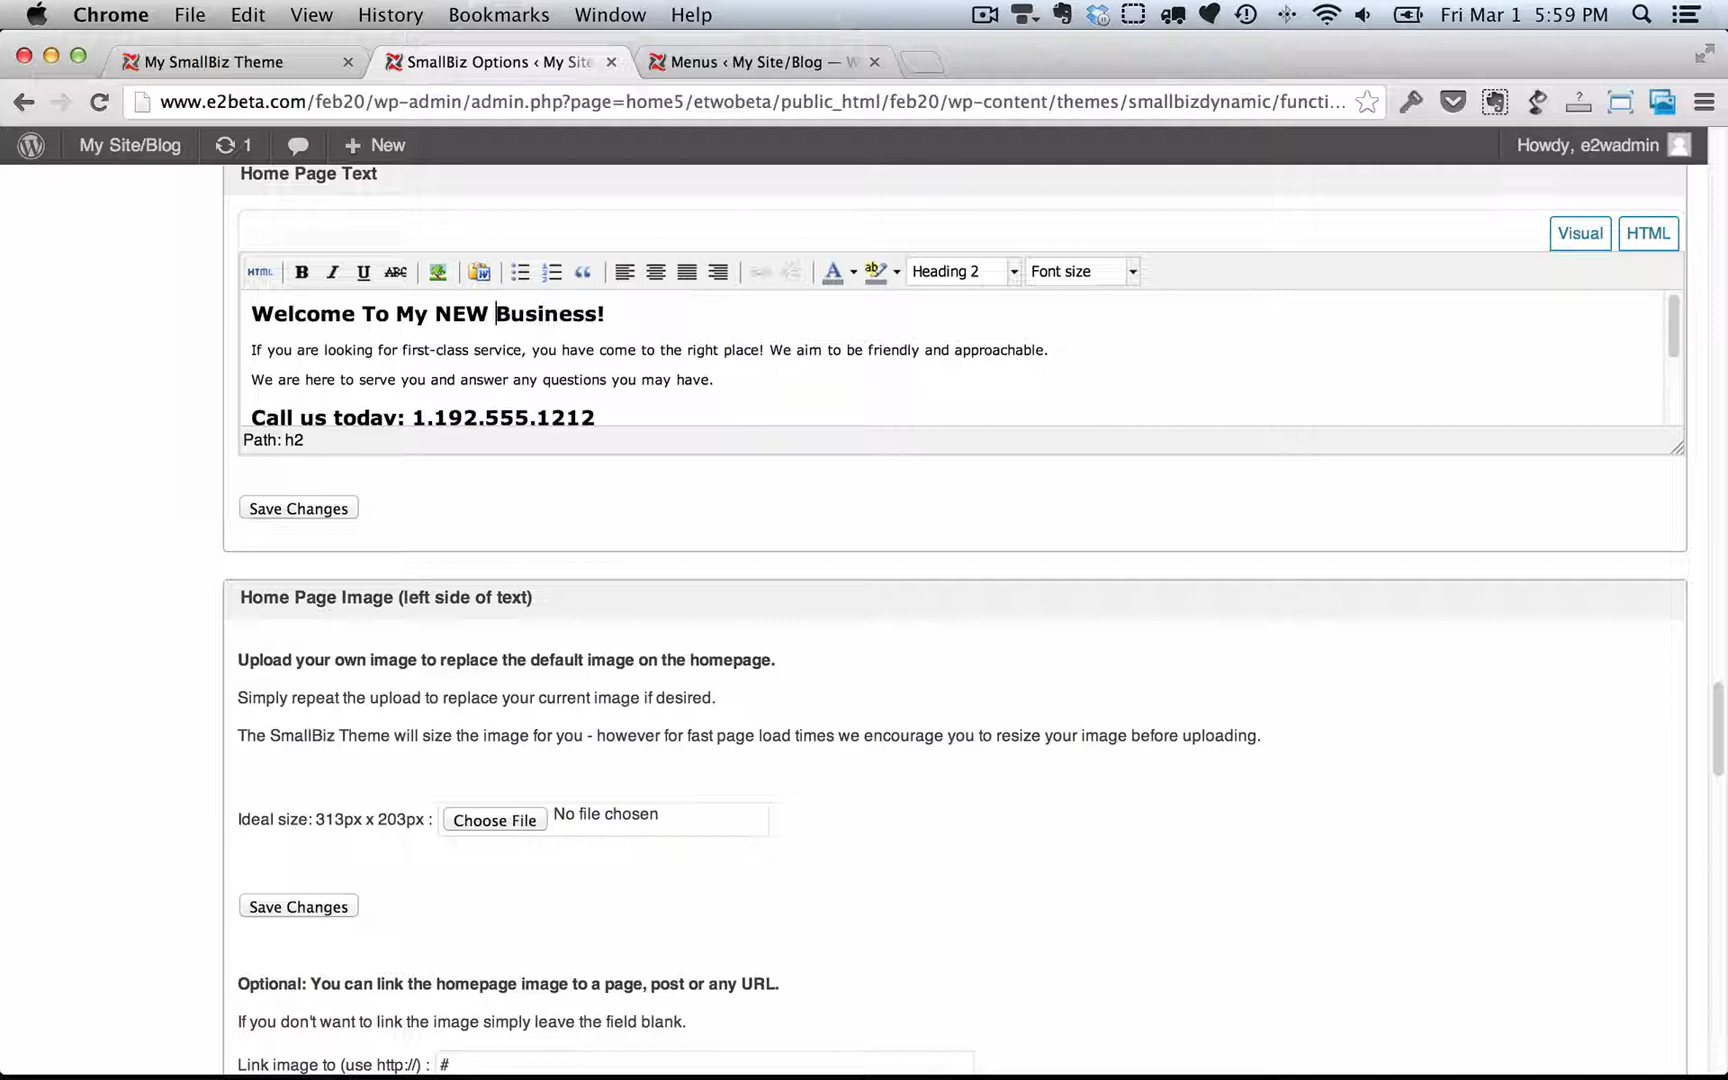 Chrome File Edit View History Bookmarks Window Help Fri Mar 1 5:59 PM
My SmallBiz Theme SmallBiz Options ‹ My Site Menus ‹ My Site/Blog — W
www.e2beta.com/feb20/wp-admin/admin.php?page=home5/etwobeta/public_html/feb20/wp-content/themes/smallbizdynamic/functi...
My Site/Blog 1 + New Howdy, e2wadmin
Home Page Text
Visual HTML
HTML B I U ABC A ab Heading 2 Font size
Welcome To My NEW Business!
If you are looking for first-class service, you have come to the right place! We aim to be friendly and approachable.
We are here to serve you and answer any questions you may have.
Call us today: 1.192.555.1212
Path: h2
Save Changes
Home Page Image (left side of text)
Upload your own image to replace the default image on the homepage.
Simply repeat the upload to replace your current image if desired.
The SmallBiz Theme will size the image for you - however for fast page load times we encourage you to resize your image before uploading.
Ideal size: 313px x 203px : Choose File No file chosen
Save Changes
Optional: You can link the homepage image to a page, post or any URL.
If you don't want to link the image simply leave the field blank.
Link image to (use http://) : #